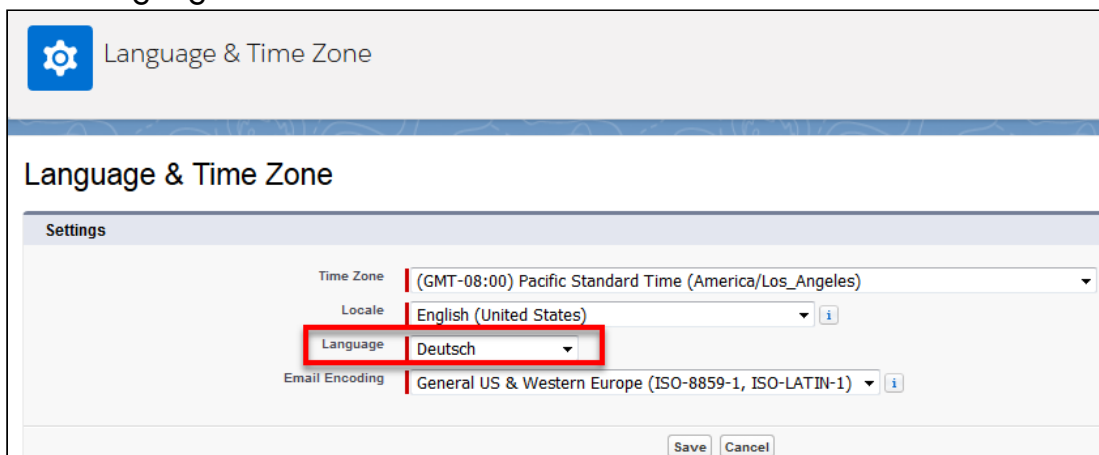 Language & Time Zone
Language & Time Zone
Settings
Time Zone (GMT-08:00) Pacific Standard Time (America/Los_Angeles)
Locale English (United States) i
Language Deutsch
Email Encoding General US & Western Europe (ISO-8859-1, ISO-LATIN-1) i
Save Cancel